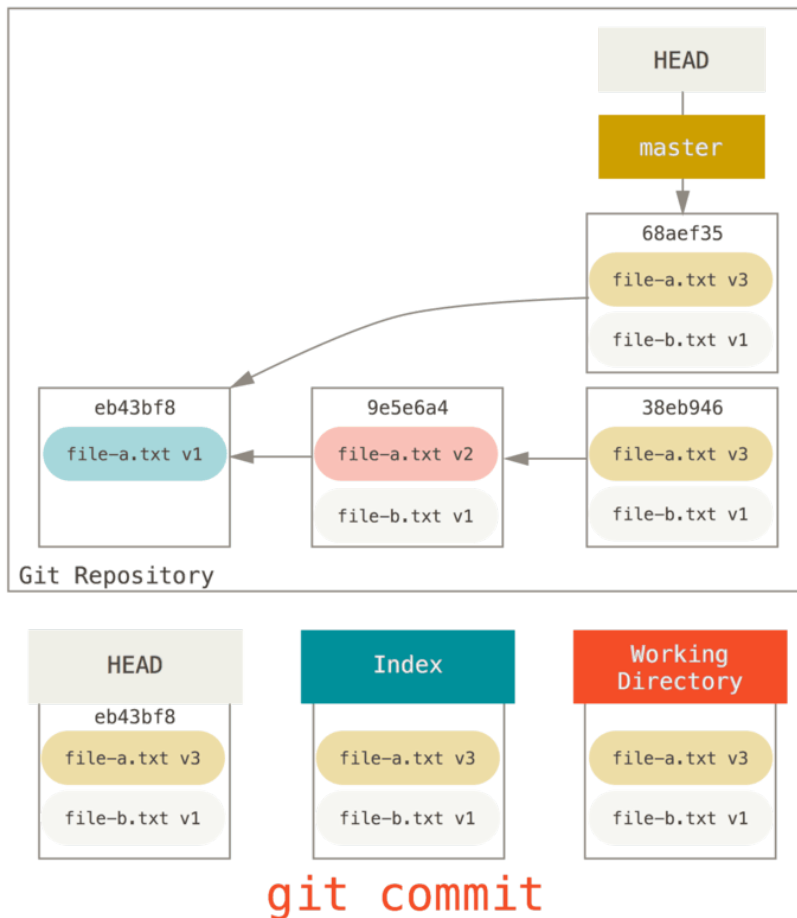 HEAD
master
68aef35
file-a.txt v3
file-b.txt v1
eb43bf8
file-a.txt v1
9e5e6a4
file-a.txt v2
file-b.txt v1
38eb946
file-a.txt v3
file-b.txt v1
Git Repository
HEAD
eb43bf8
file-a.txt v3
file-b.txt v1
Index
file-a.txt v3
file-b.txt v1
Working
Directory
file-a.txt v3
file-b.txt v1
git commit